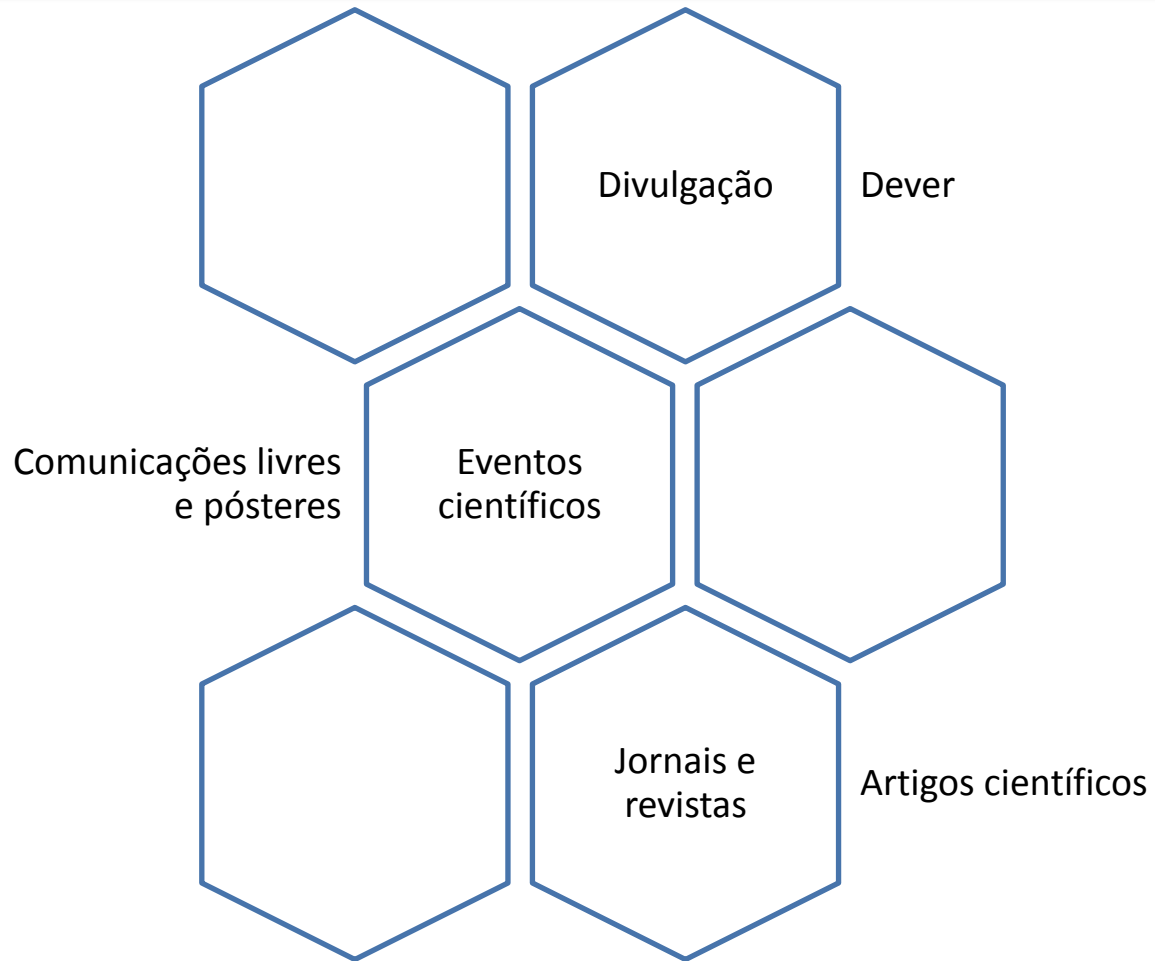 Divulgação
Dever
Comunicações livres
e pósteres
Eventos
científicos
Jornais e
revistas
Artigos científicos